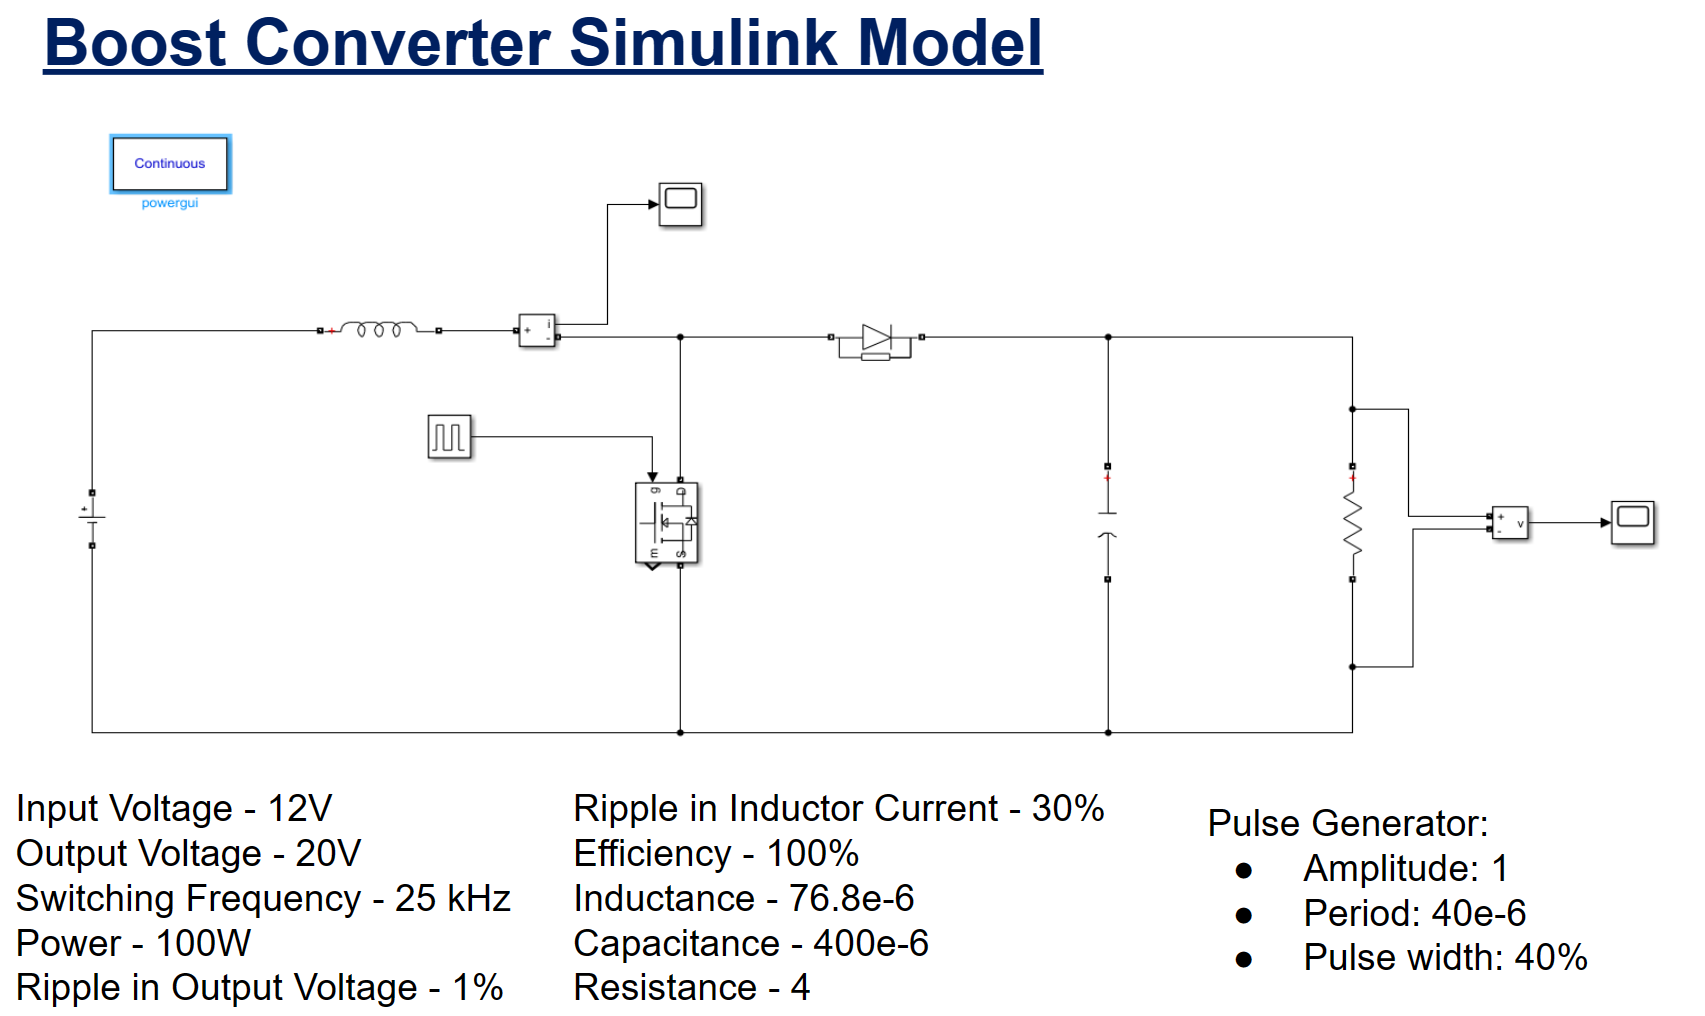 Boost Converter Simulink Model
Continuous
powergui
i
+
-
g
D
m
S
+
-
v
Input Voltage - 12V
Output Voltage - 20V
Switching Frequency - 25 kHz
Power - 100W
Ripple in Output Voltage - 1%
Ripple in Inductor Current - 30%
Efficiency - 100%
Inductance - 76.8e-6
Capacitance - 400e-6
Resistance - 4
Pulse Generator:
● Amplitude: 1
● Period: 40e-6
● Pulse width: 40%